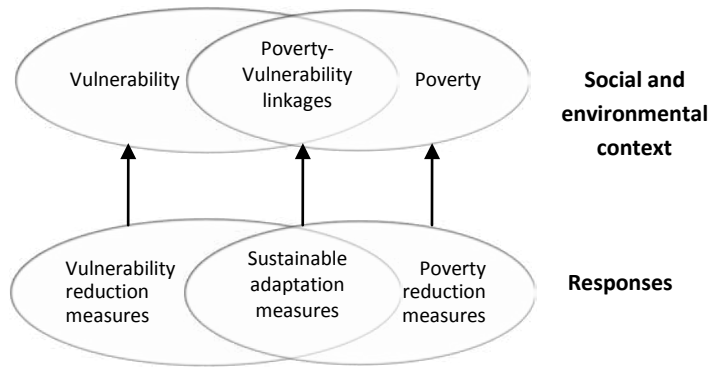 Vulnerability
Poverty-
Vulnerability
linkages
Poverty
Social and
environmental
context
Vulnerability
reduction
measures
Sustainable
adaptation
measures
Poverty
reduction
measures
Responses